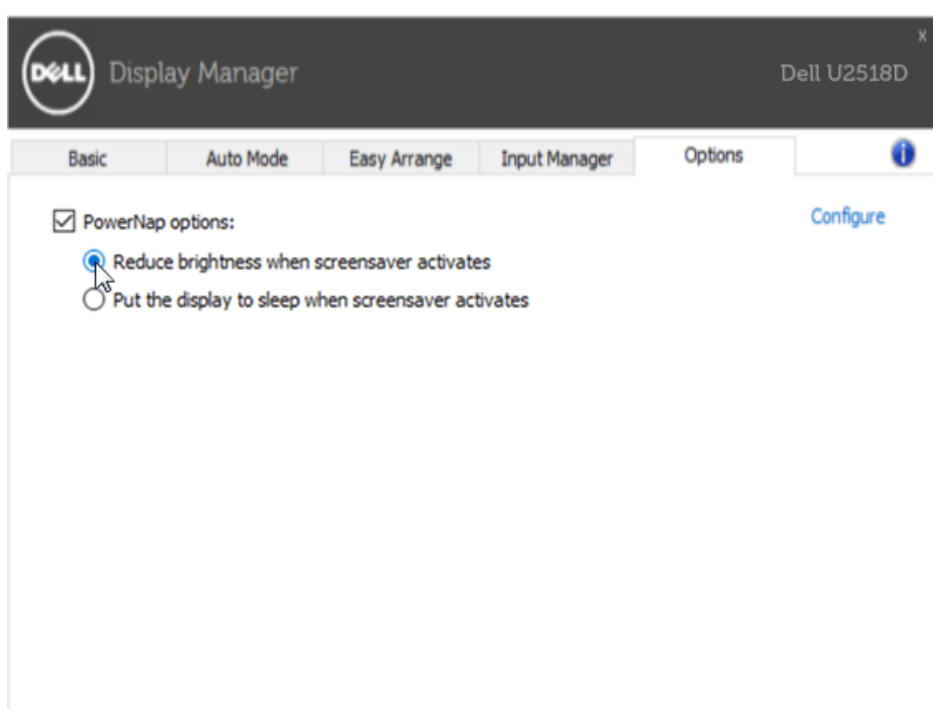 x
DELL Display Manager Dell U2518D
Basic Auto Mode Easy Arrange Input Manager Options i
PowerNap options: Configure
Reduce brightness when screensaver activates
Put the display to sleep when screensaver activates